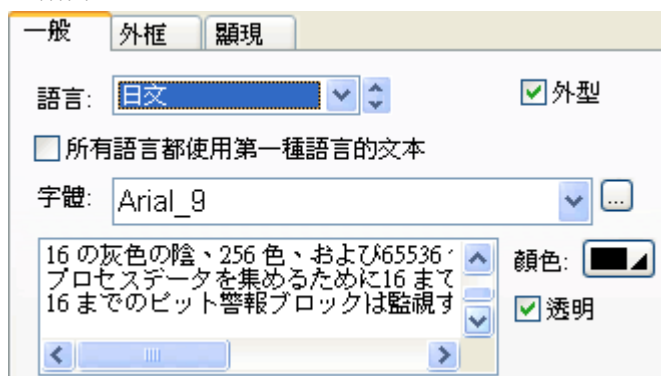 一般 外框 顯現
語言: 日文 外型
所有語言都使用第一種語言的文本
字體: Arial_9 ...
16 の灰色の陰、256 色、および65536
プロセスデータを集めるために16 まで
16 までのビット警報ブロックは監視す
顏色:
透明